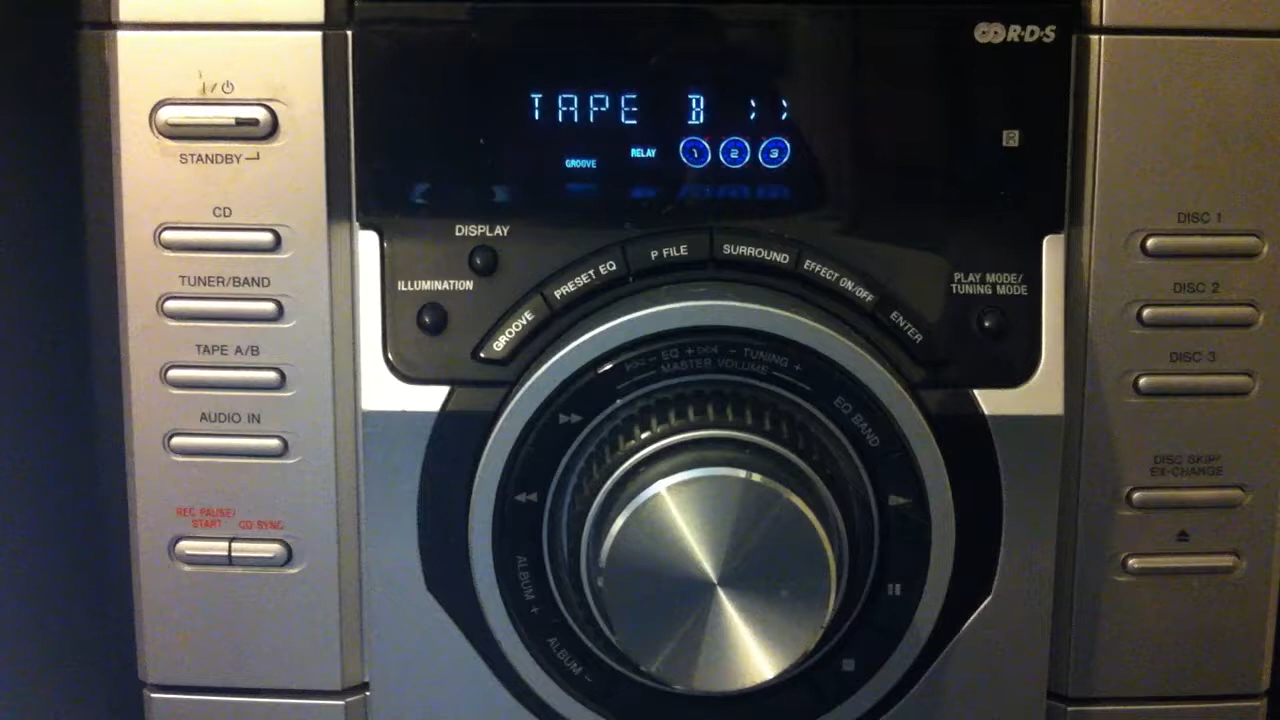 R·D·S
I/⏻
STANDBY
CD
TUNER/BAND
TAPE A/B
AUDIO IN
REC PAUSE/
START
CD SYNC
TAPE B
GROOVE
RELAY
1 2 3
DISPLAY
ILLUMINATION
GROOVE
PRESET EQ
P FILE
SURROUND
EFFECT ON/OFF
ENTER
PLAY MODE/
TUNING MODE
– EQ +
– TUNING +
MASTER VOLUME
EQ BAND
ALBUM +
ALBUM –
R
DISC 1
DISC 2
DISC 3
DISC SKIP/
EX-CHANGE